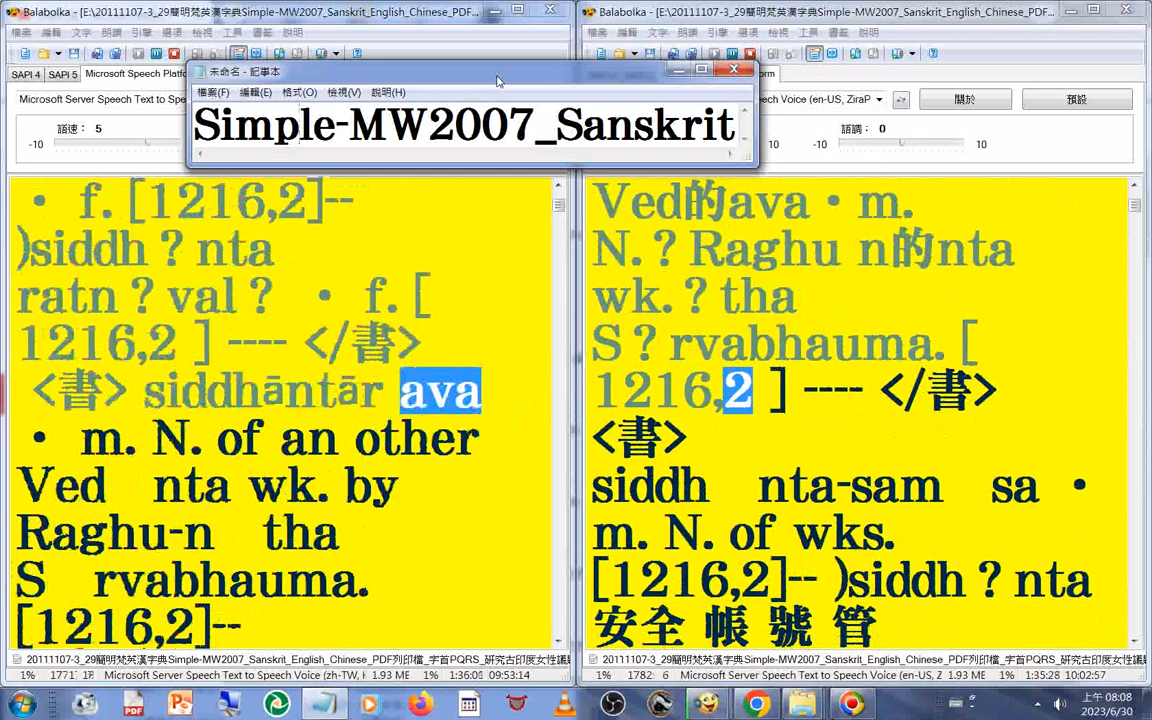 Balabolka - [E:\20111107-3_29簡明梵英漢字典Simple-MW2007_Sanskrit_English_Chinese_PDF...
檔案 編輯 文字 朗讀 引擎 選項 檢視 工具 書籤 說明
SAPI 4 SAPI 5 Microsoft Speech Platf
Microsoft Server Speech Text to Speech
語速： 5
-10
• f. [1216,2]--
)siddh ? nta
ratn ? val ? • f. [
1216,2 ] ---- </書>
<書> siddhāntār ava
• m. N. of an other
Ved nta wk. by
Raghu-n tha
S rvabhauma.
[1216,2]--
20111107-3_29簡明梵英漢字典Simple-MW2007_Sanskrit_English_Chinese_PDF列印檔_字首PQRS_研究古印度女性議
1% 1771 Microsoft Server Speech Text to Speech Voice (zh-TW, H 1.93 MB 1% 1:36:01 09:53:14
未命名 - 記事本
檔案(F) 編輯(E) 格式(O) 檢視(V) 說明(H)
Simple-MW2007_Sanskrit
Balabolka - [E:\20111107-3_29簡明梵英漢字典Simple-MW2007_Sanskrit_English_Chinese_PDF...
檔案 編輯 文字 朗讀 引擎 選項 檢視 工具 書籤 說明
orm
ech Voice (en-US, ZiraP 關於 預設
語調： 0
10 -10 10
Ved的ava • m.
N. ? Raghu n的nta
wk. ? tha
S ? rvabhauma. [
1216,2 ] ---- </書>
<書>
siddh nta-sam sa •
m. N. of wks.
[1216,2]-- )siddh ? nta
安全 帳 號 管
20111107-3_29簡明梵英漢字典Simple-MW2007_Sanskrit_English_Chinese_PDF列印檔_字首PQRS_研究古印度女性議
1% 1782 6 Microsoft Server Speech Text to Speech Voice (en-US, Z 1.93 MB 1% 1:35:28 10:02:57
上午 08:08
2023/6/30